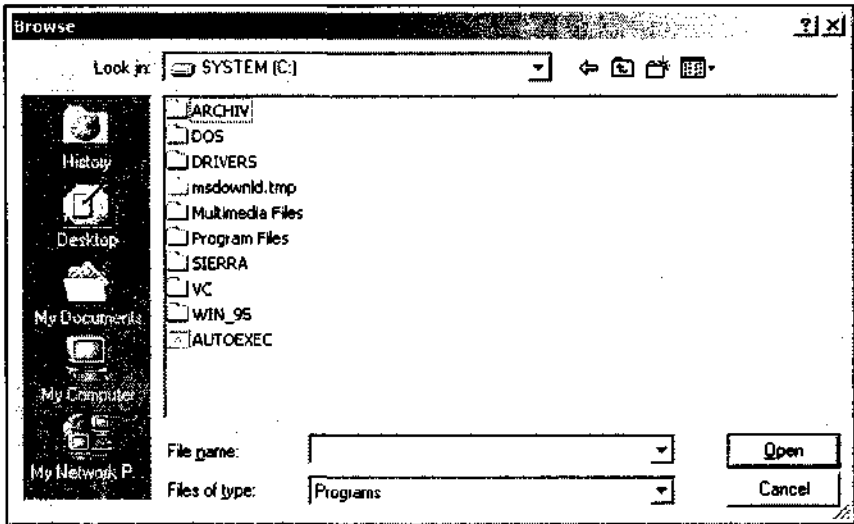 Browse
Look in: SYSTEM (C:)
History
Desktop
My Documents
My Computer
My Network P...
ARCHIV
DOS
DRIVERS
msdownld.tmp
Multimedia Files
Program Files
SIERRA
VC
WIN_95
AUTOEXEC
File name:
Open
Files of type: Programs
Cancel